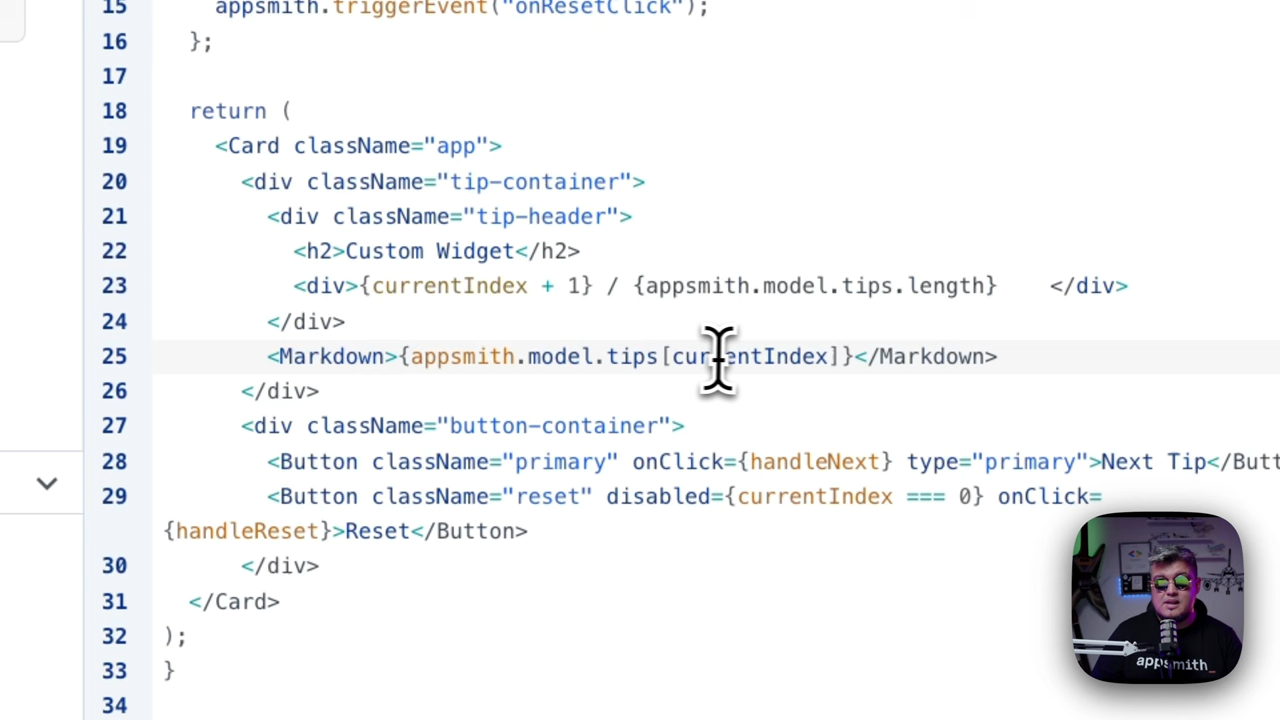 15 appsmith.triggerEvent("onResetClick");
16 };
17
18 return (
19 <Card className="app">
20 <div className="tip-container">
21 <div className="tip-header">
22 <h2>Custom Widget</h2>
23 <div>{currentIndex + 1} / {appsmith.model.tips.length}    </div>
24 </div>
25 <Markdown>{appsmith.model.tips[currentIndex]}</Markdown>
26 </div>
27 <div className="button-container">
28 <Button className="primary" onClick={handleNext} type="primary">Next Tip</Butt
29 <Button className="reset" disabled={currentIndex === 0} onClick=
{handleReset}>Reset</Button>
30 </div>
31 </Card>
32 );
33 }
34
appsmith_